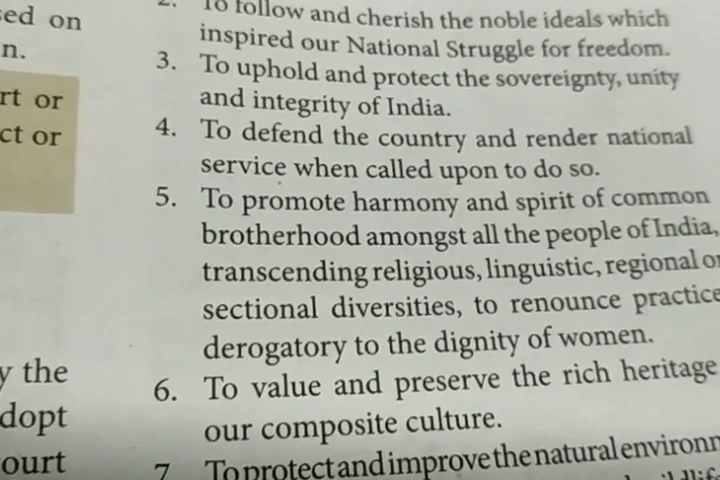 sed on
n.
rt or
ct or
y the
dopt
ourt
2. To follow and cherish the noble ideals which
inspired our National Struggle for freedom.
3. To uphold and protect the sovereignty, unity
and integrity of India.
4. To defend the country and render national
service when called upon to do so.
5. To promote harmony and spirit of common
brotherhood amongst all the people of India,
transcending religious, linguistic, regional or
sectional diversities, to renounce practice
derogatory to the dignity of women.
6. To value and preserve the rich heritage
our composite culture.
7 To protect and improve the natural environm